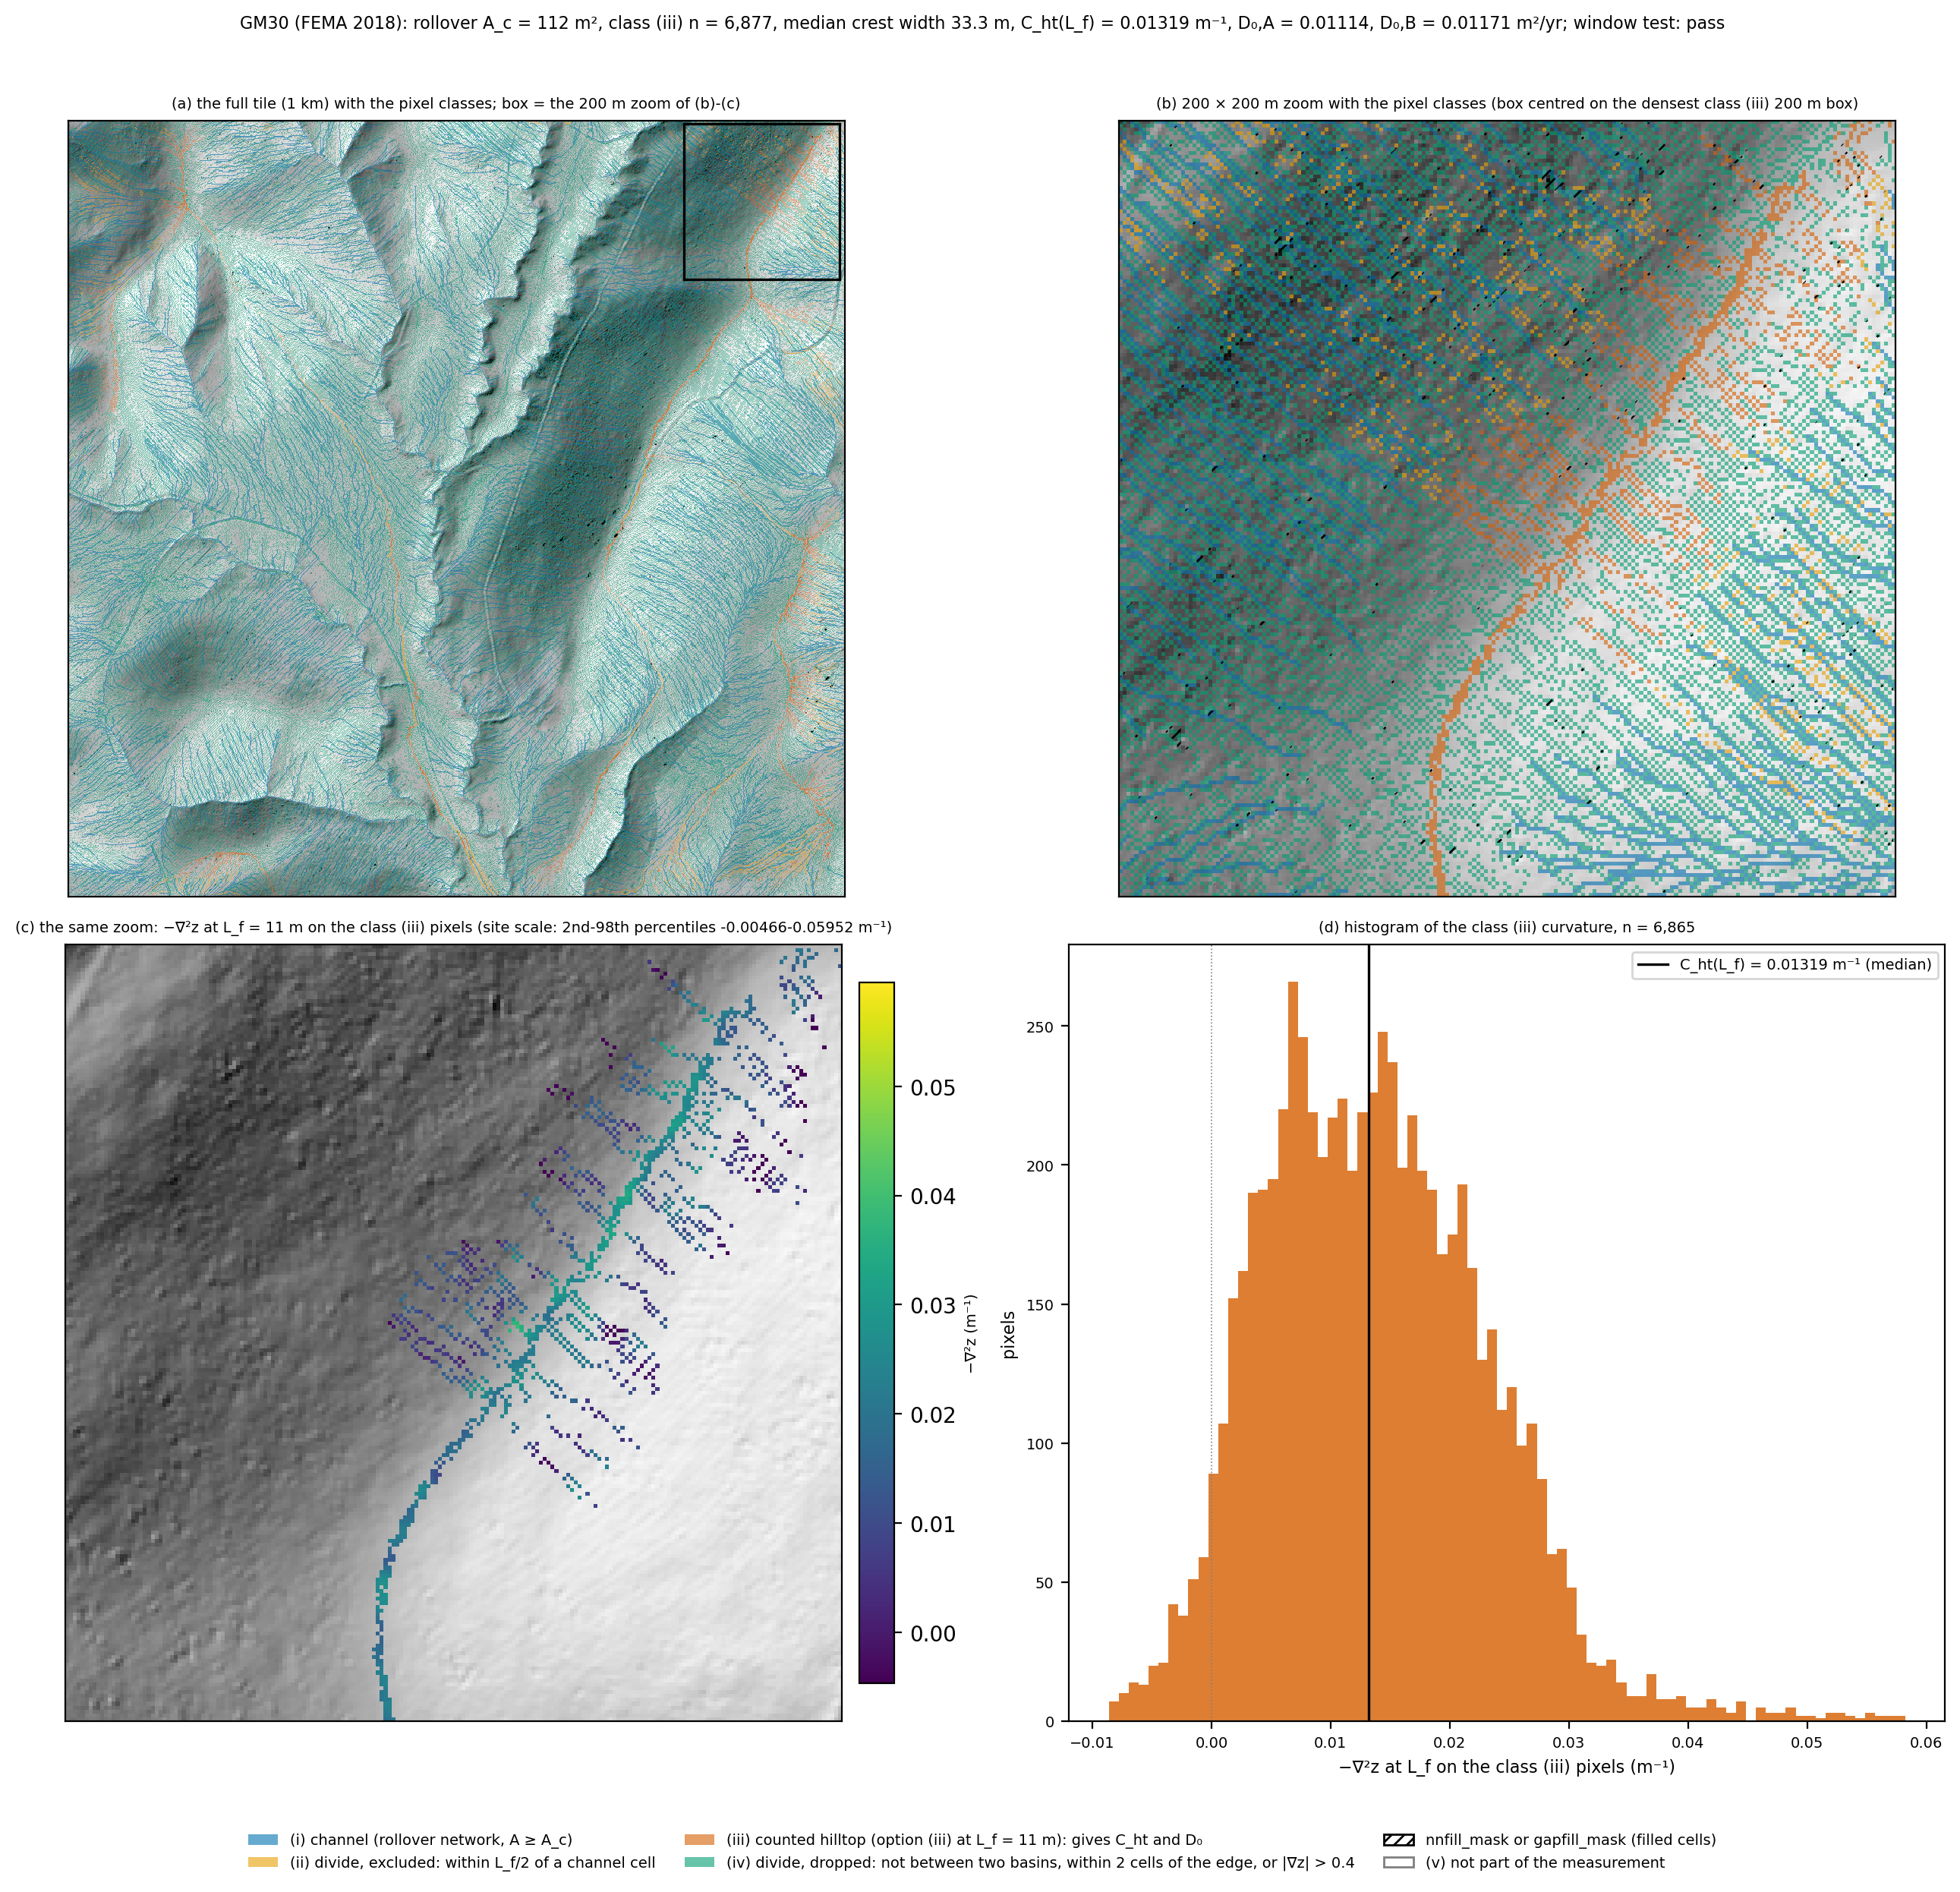 GM30 (FEMA 2018): rollover A_c = 112 m², class (iii) n = 6,877, median crest width 33.3 m, C_ht(L_f) = 0.01319 m⁻¹, D₀,A = 0.01114, D₀,B = 0.01171 m²/yr; window test: pass
(a) the full tile (1 km) with the pixel classes; box = the 200 m zoom of (b)-(c)
(b) 200 × 200 m zoom with the pixel classes (box centred on the densest class (iii) 200 m box)
(c) the same zoom: −∇²z at L_f = 11 m on the class (iii) pixels (site scale: 2nd-98th percentiles -0.00466-0.05952 m⁻¹)
0.05
0.04
0.03
0.02
0.01
0.00
−∇²z (m⁻¹)
(d) histogram of the class (iii) curvature, n = 6,865
C_ht(L_f) = 0.01319 m⁻¹ (median)
250
200
150
100
50
0
pixels
−0.01 0.00 0.01 0.02 0.03 0.04 0.05 0.06
−∇²z at L_f on the class (iii) pixels (m⁻¹)
(i) channel (rollover network, A ≥ A_c)
(ii) divide, excluded: within L_f/2 of a channel cell
(iii) counted hilltop (option (iii) at L_f = 11 m): gives C_ht and D₀
(iv) divide, dropped: not between two basins, within 2 cells of the edge, or |∇z| > 0.4
nnfill_mask or gapfill_mask (filled cells)
(v) not part of the measurement